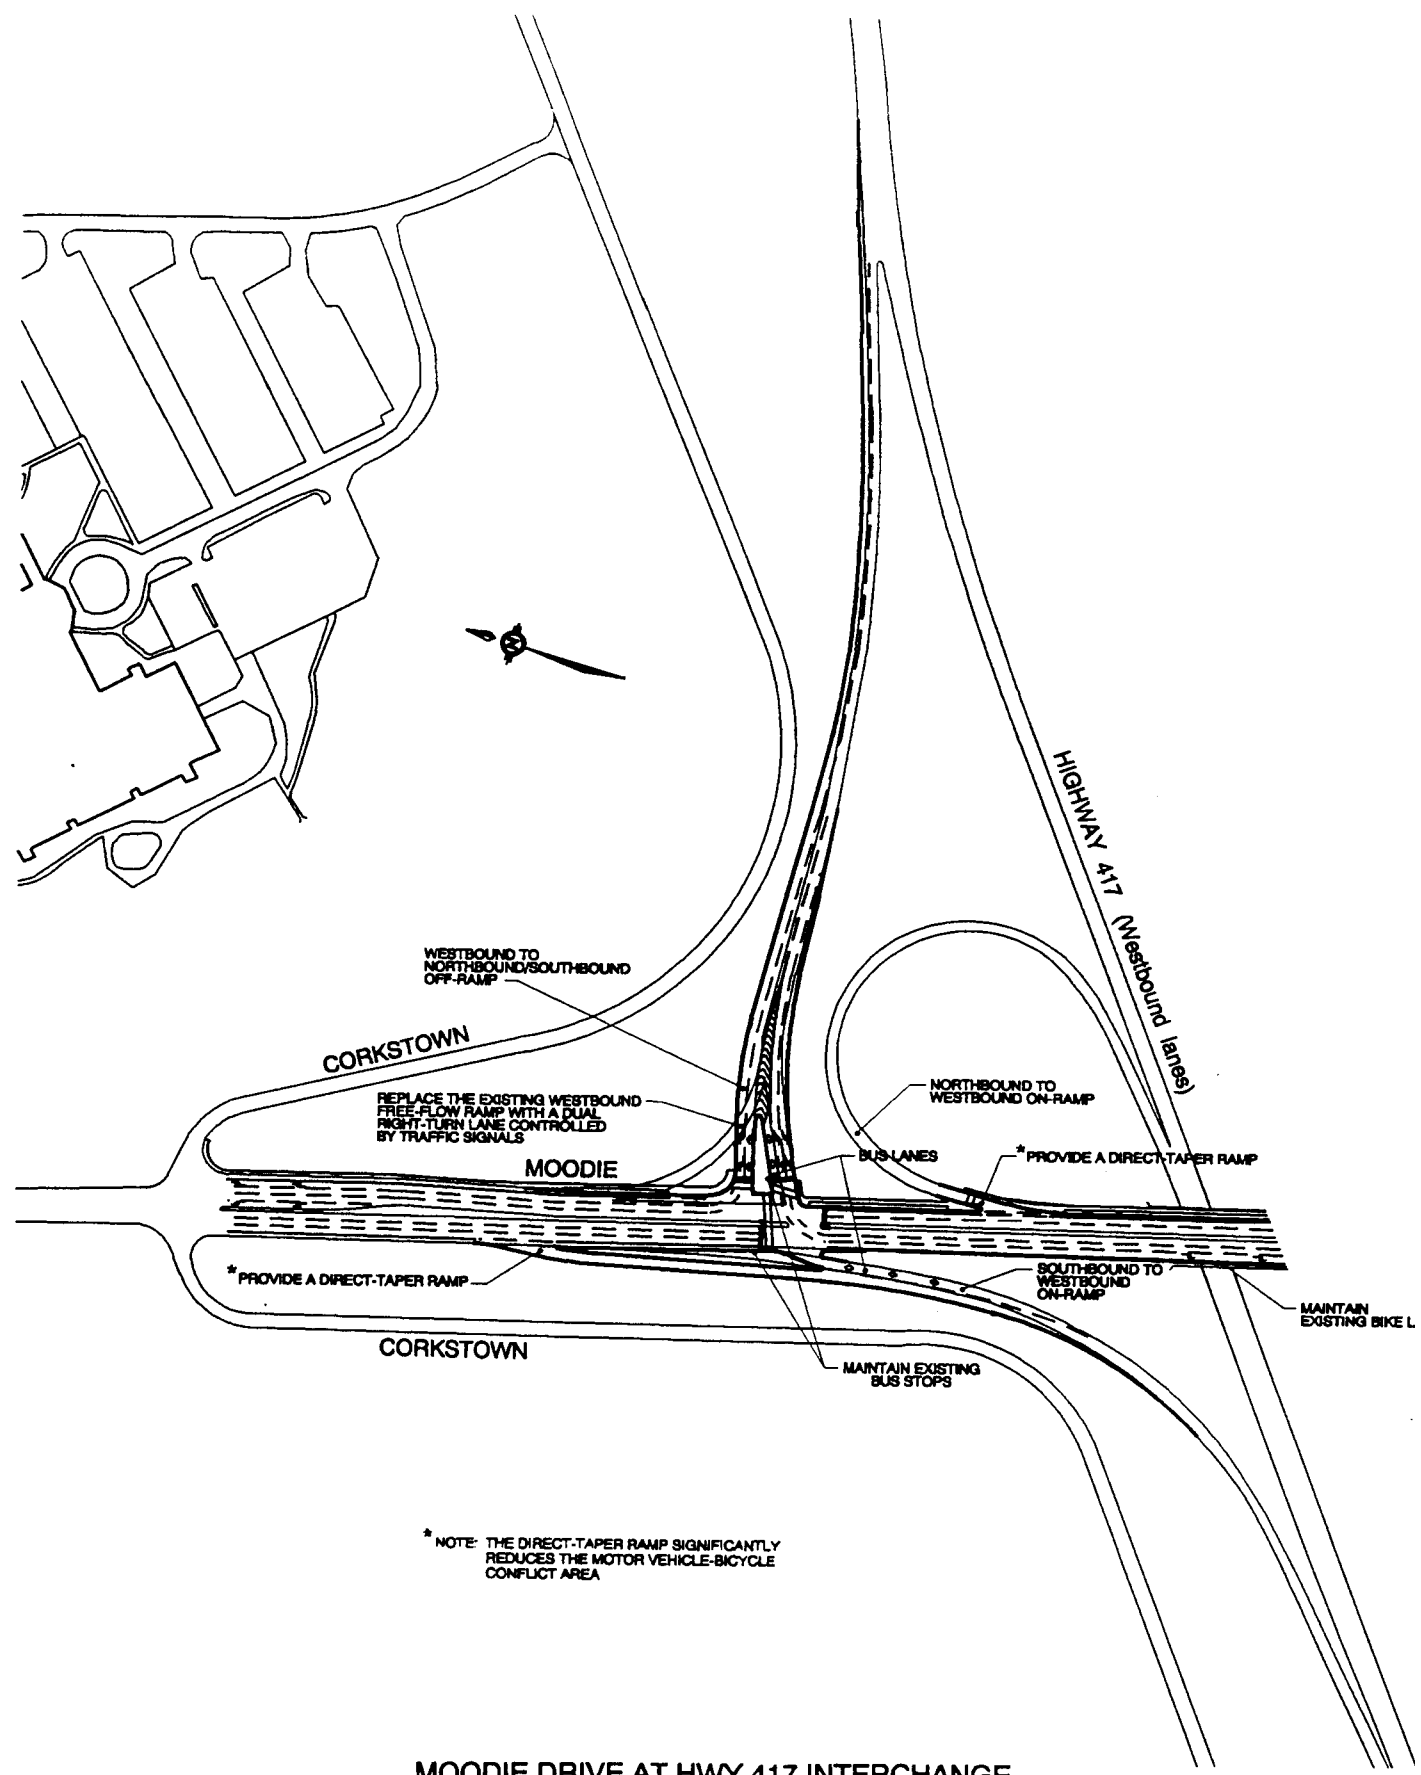 N
HIGHWAY 417 (Westbound lanes)
WESTBOUND TO
NORTHBOUND/SOUTHBOUND
OFF-RAMP
CORKSTOWN
REPLACE THE EXISTING WESTBOUND
FREE-FLOW RAMP WITH A DUAL
RIGHT-TURN LANE CONTROLLED
BY TRAFFIC SIGNALS
NORTHBOUND TO
WESTBOUND ON-RAMP
MOODIE
BUS LANES
* PROVIDE A DIRECT-TAPER RAMP
* PROVIDE A DIRECT-TAPER RAMP
SOUTHBOUND TO
WESTBOUND
ON-RAMP
MAINTAIN
EXISTING BIKE L
CORKSTOWN
MAINTAIN EXISTING
BUS STOPS
* NOTE: THE DIRECT-TAPER RAMP SIGNIFICANTLY
REDUCES THE MOTOR VEHICLE-BICYCLE
CONFLICT AREA
MOODIE DRIVE AT HWY 417 INTERCHANGE